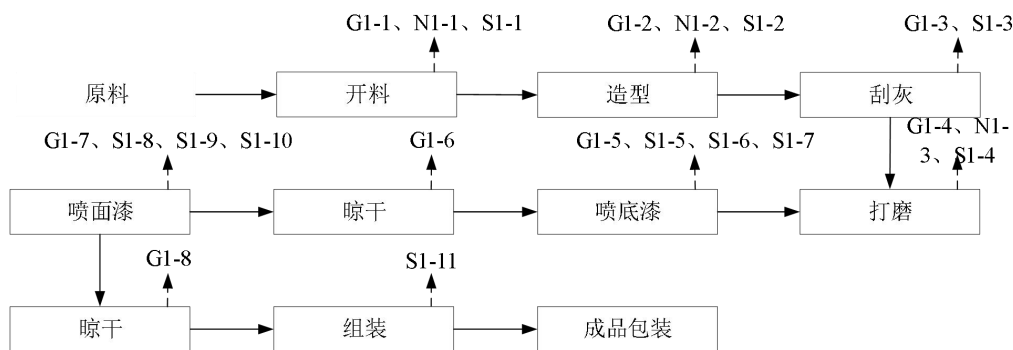 G1-1、N1-1、S1-1
G1-2、N1-2、S1-2
G1-3、S1-3
原料
开料
造型
刮灰
G1-7、S1-8、S1-9、S1-10
G1-6
G1-5、S1-5、S1-6、S1-7
G1-4、N1-
3、S1-4
喷面漆
晾干
喷底漆
打磨
G1-8
S1-11
晾干
组装
成品包装